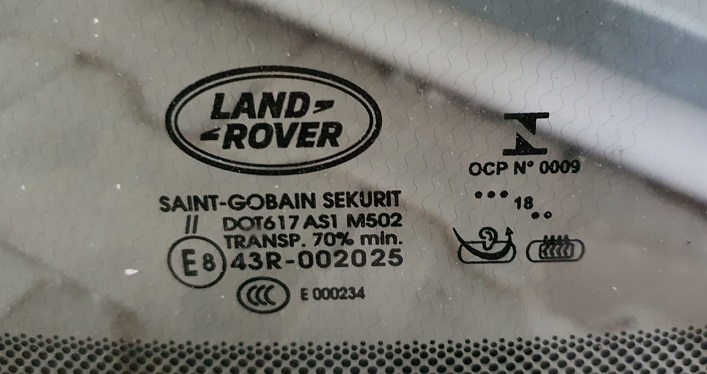 LAND
ROVER
SAINT-GOBAIN SEKURIT
II DOT617 AS1 M502
TRANSP. 70% min.
E8 43R-002025
CCC E 000234
OCP N° 0009
••• 18
••